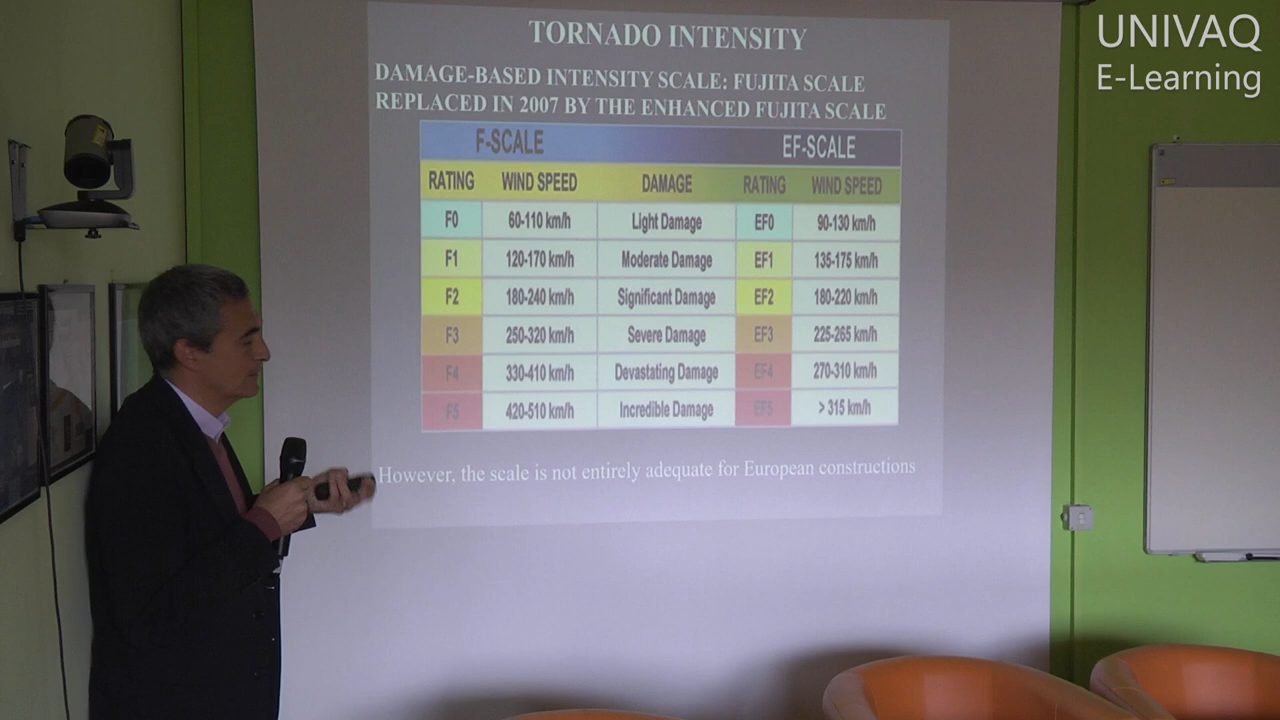 UNIVAQ
E-Learning
TORNADO INTENSITY
DAMAGE-BASED INTENSITY SCALE: FUJITA SCALE
REPLACED IN 2007 BY THE ENHANCED FUJITA SCALE
F-SCALE EF-SCALE
RATING WIND SPEED DAMAGE RATING WIND SPEED
F0 60-110 km/h Light Damage EF0 90-130 km/h
F1 120-170 km/h Moderate Damage EF1 135-175 km/h
F2 180-240 km/h Significant Damage EF2 180-220 km/h
F3 250-320 km/h Severe Damage EF3 225-265 km/h
F4 330-410 km/h Devastating Damage EF4 270-310 km/h
F5 420-510 km/h Incredible Damage EF5 > 315 km/h
However, the scale is not entirely adequate for European constructions